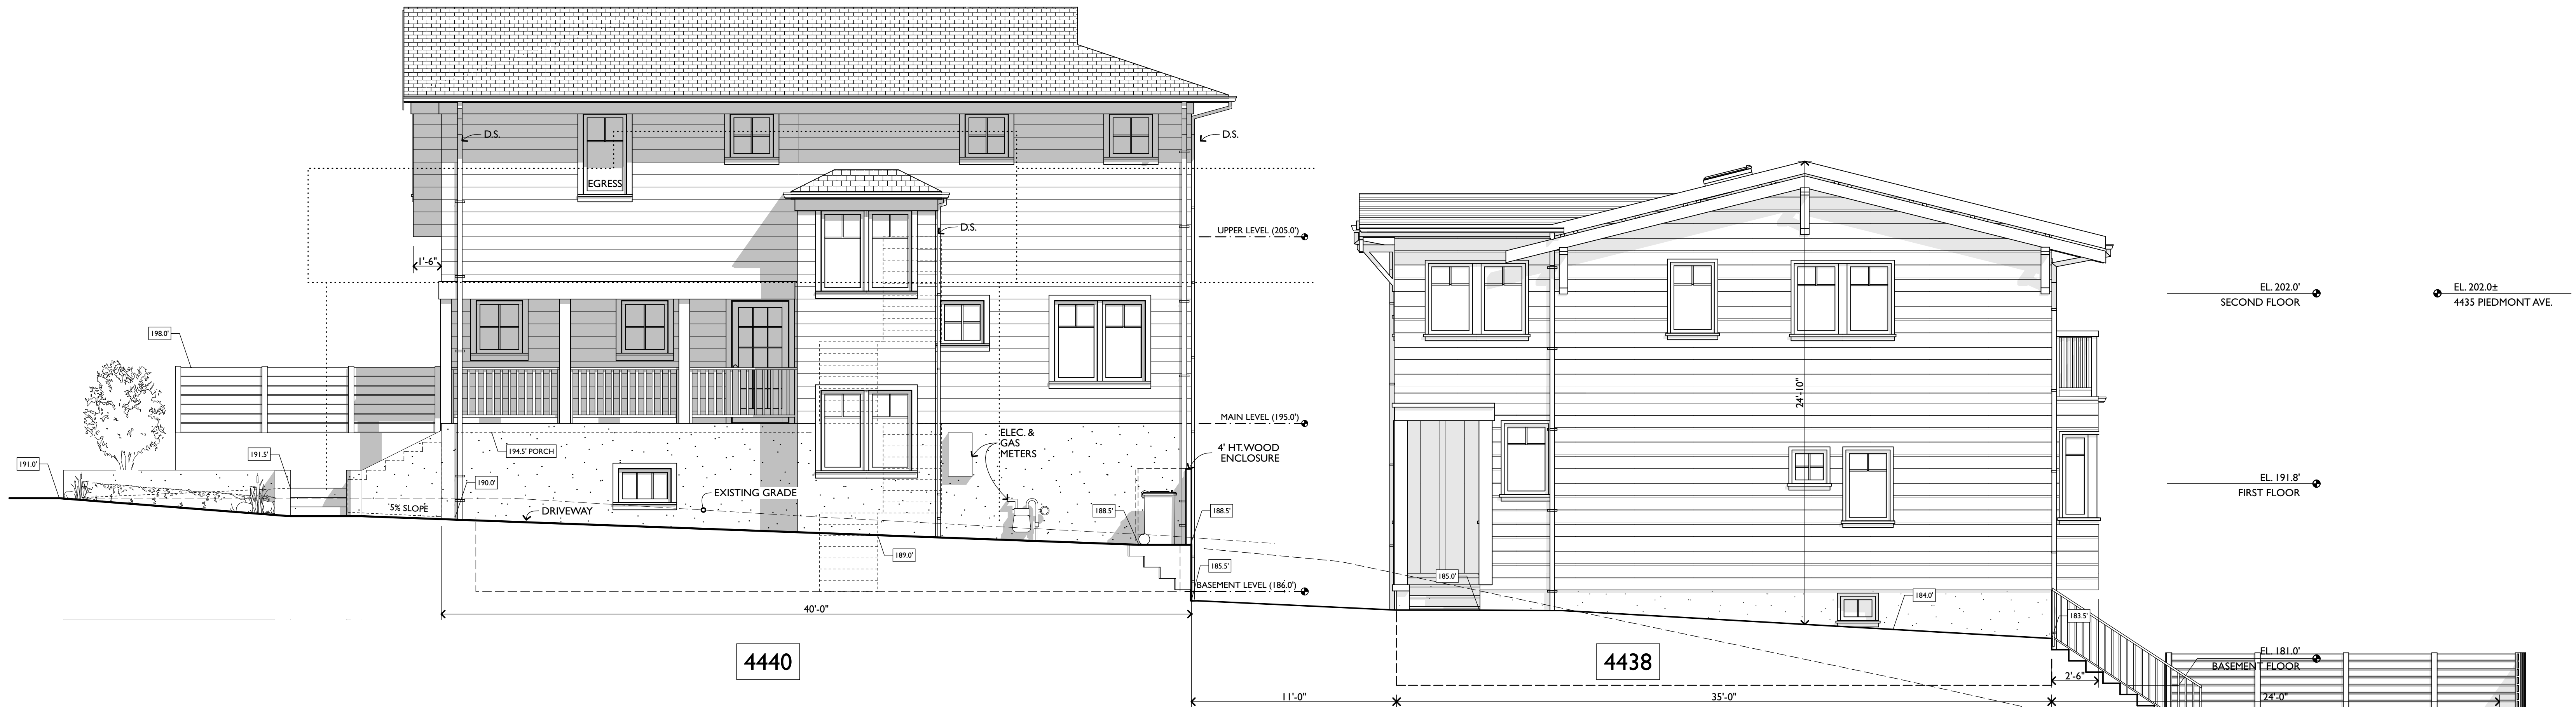 D.S.
D.S.
EGRESS
D.S.
UPPER LEVEL (205.0')
1'-6"
EL. 202.0'
SECOND FLOOR
EL. 202.0±
4435 PIEDMONT AVE.
198.0'
24'-10"
MAIN LEVEL (195.0')
ELEC. &
GAS
METERS
4' HT. WOOD
ENCLOSURE
194.5' PORCH
191.5'
191.0'
190.0'
EXISTING GRADE
EL. 191.8'
FIRST FLOOR
5% SLOPE
DRIVEWAY
188.5'
188.5'
189.0'
185.5'
185.0'
BASEMENT LEVEL (186.0')
184.0'
40'-0"
183.5'
4440
4438
EL. 181.0'
BASEMENT FLOOR
2'-6"
11'-0"
35'-0"
24'-0"